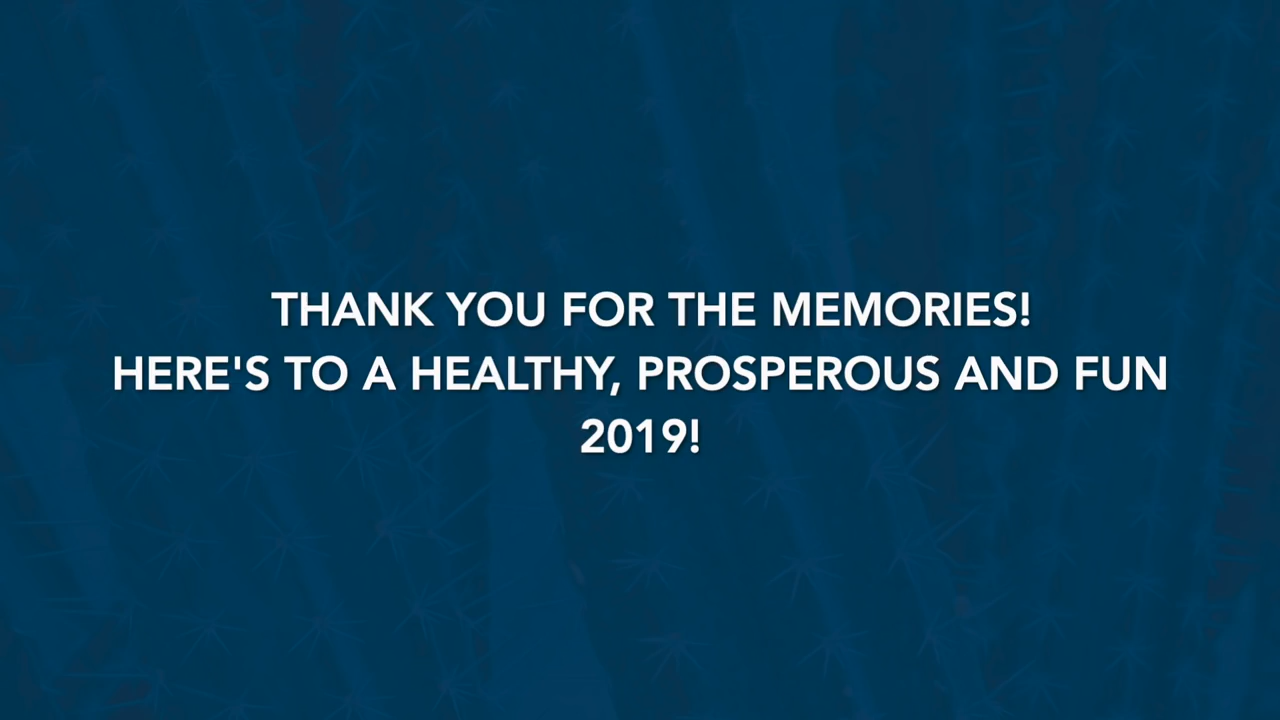 THANK YOU FOR THE MEMORIES!
HERE'S TO A HEALTHY, PROSPEROUS AND FUN
2019!